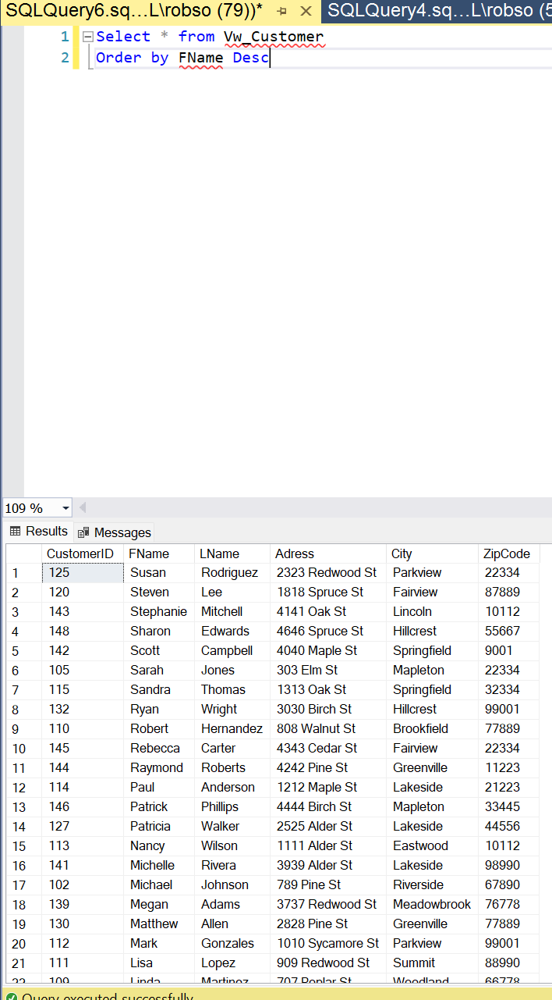 SQLQuery6.sq...L\robso (79))* SQLQuery4.sq...L\robso (5
1 Select * from Vw_Customer
2 Order by FName Desc
109 %
Results Messages
CustomerID FName LName Adress City ZipCode
1 125 Susan Rodriguez 2323 Redwood St Parkview 22334
2 120 Steven Lee 1818 Spruce St Fairview 87889
3 143 Stephanie Mitchell 4141 Oak St Lincoln 10112
4 148 Sharon Edwards 4646 Spruce St Hillcrest 55667
5 142 Scott Campbell 4040 Maple St Springfield 9001
6 105 Sarah Jones 303 Elm St Mapleton 22334
7 115 Sandra Thomas 1313 Oak St Springfield 32334
8 132 Ryan Wright 3030 Birch St Hillcrest 99001
9 110 Robert Hernandez 808 Walnut St Brookfield 77889
10 145 Rebecca Carter 4343 Cedar St Fairview 22334
11 144 Raymond Roberts 4242 Pine St Greenville 11223
12 114 Paul Anderson 1212 Maple St Lakeside 21223
13 146 Patrick Phillips 4444 Birch St Mapleton 33445
14 127 Patricia Walker 2525 Alder St Lakeside 44556
15 113 Nancy Wilson 1111 Alder St Eastwood 10112
16 141 Michelle Rivera 3939 Alder St Lakeside 98990
17 102 Michael Johnson 789 Pine St Riverside 67890
18 139 Megan Adams 3737 Redwood St Meadowbrook 76778
19 130 Matthew Allen 2828 Pine St Greenville 77889
20 112 Mark Gonzales 1010 Sycamore St Parkview 99001
21 111 Lisa Lopez 909 Redwood St Summit 88990
22 109 Linda Martinez 707 Poplar St Woodland 66778
Query executed successfully